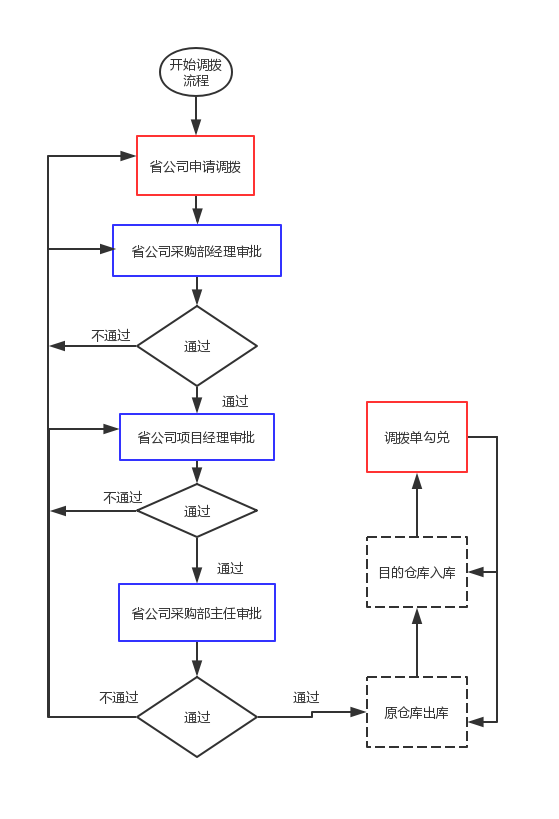 开始调拨
流程
省公司申请调拨
省公司采购部经理审批
不通过
通过
通过
省公司项目经理审批
不通过
通过
通过
省公司采购部主任审批
不通过
通过
通过
调拨单勾兑
目的仓库入库
原仓库出库